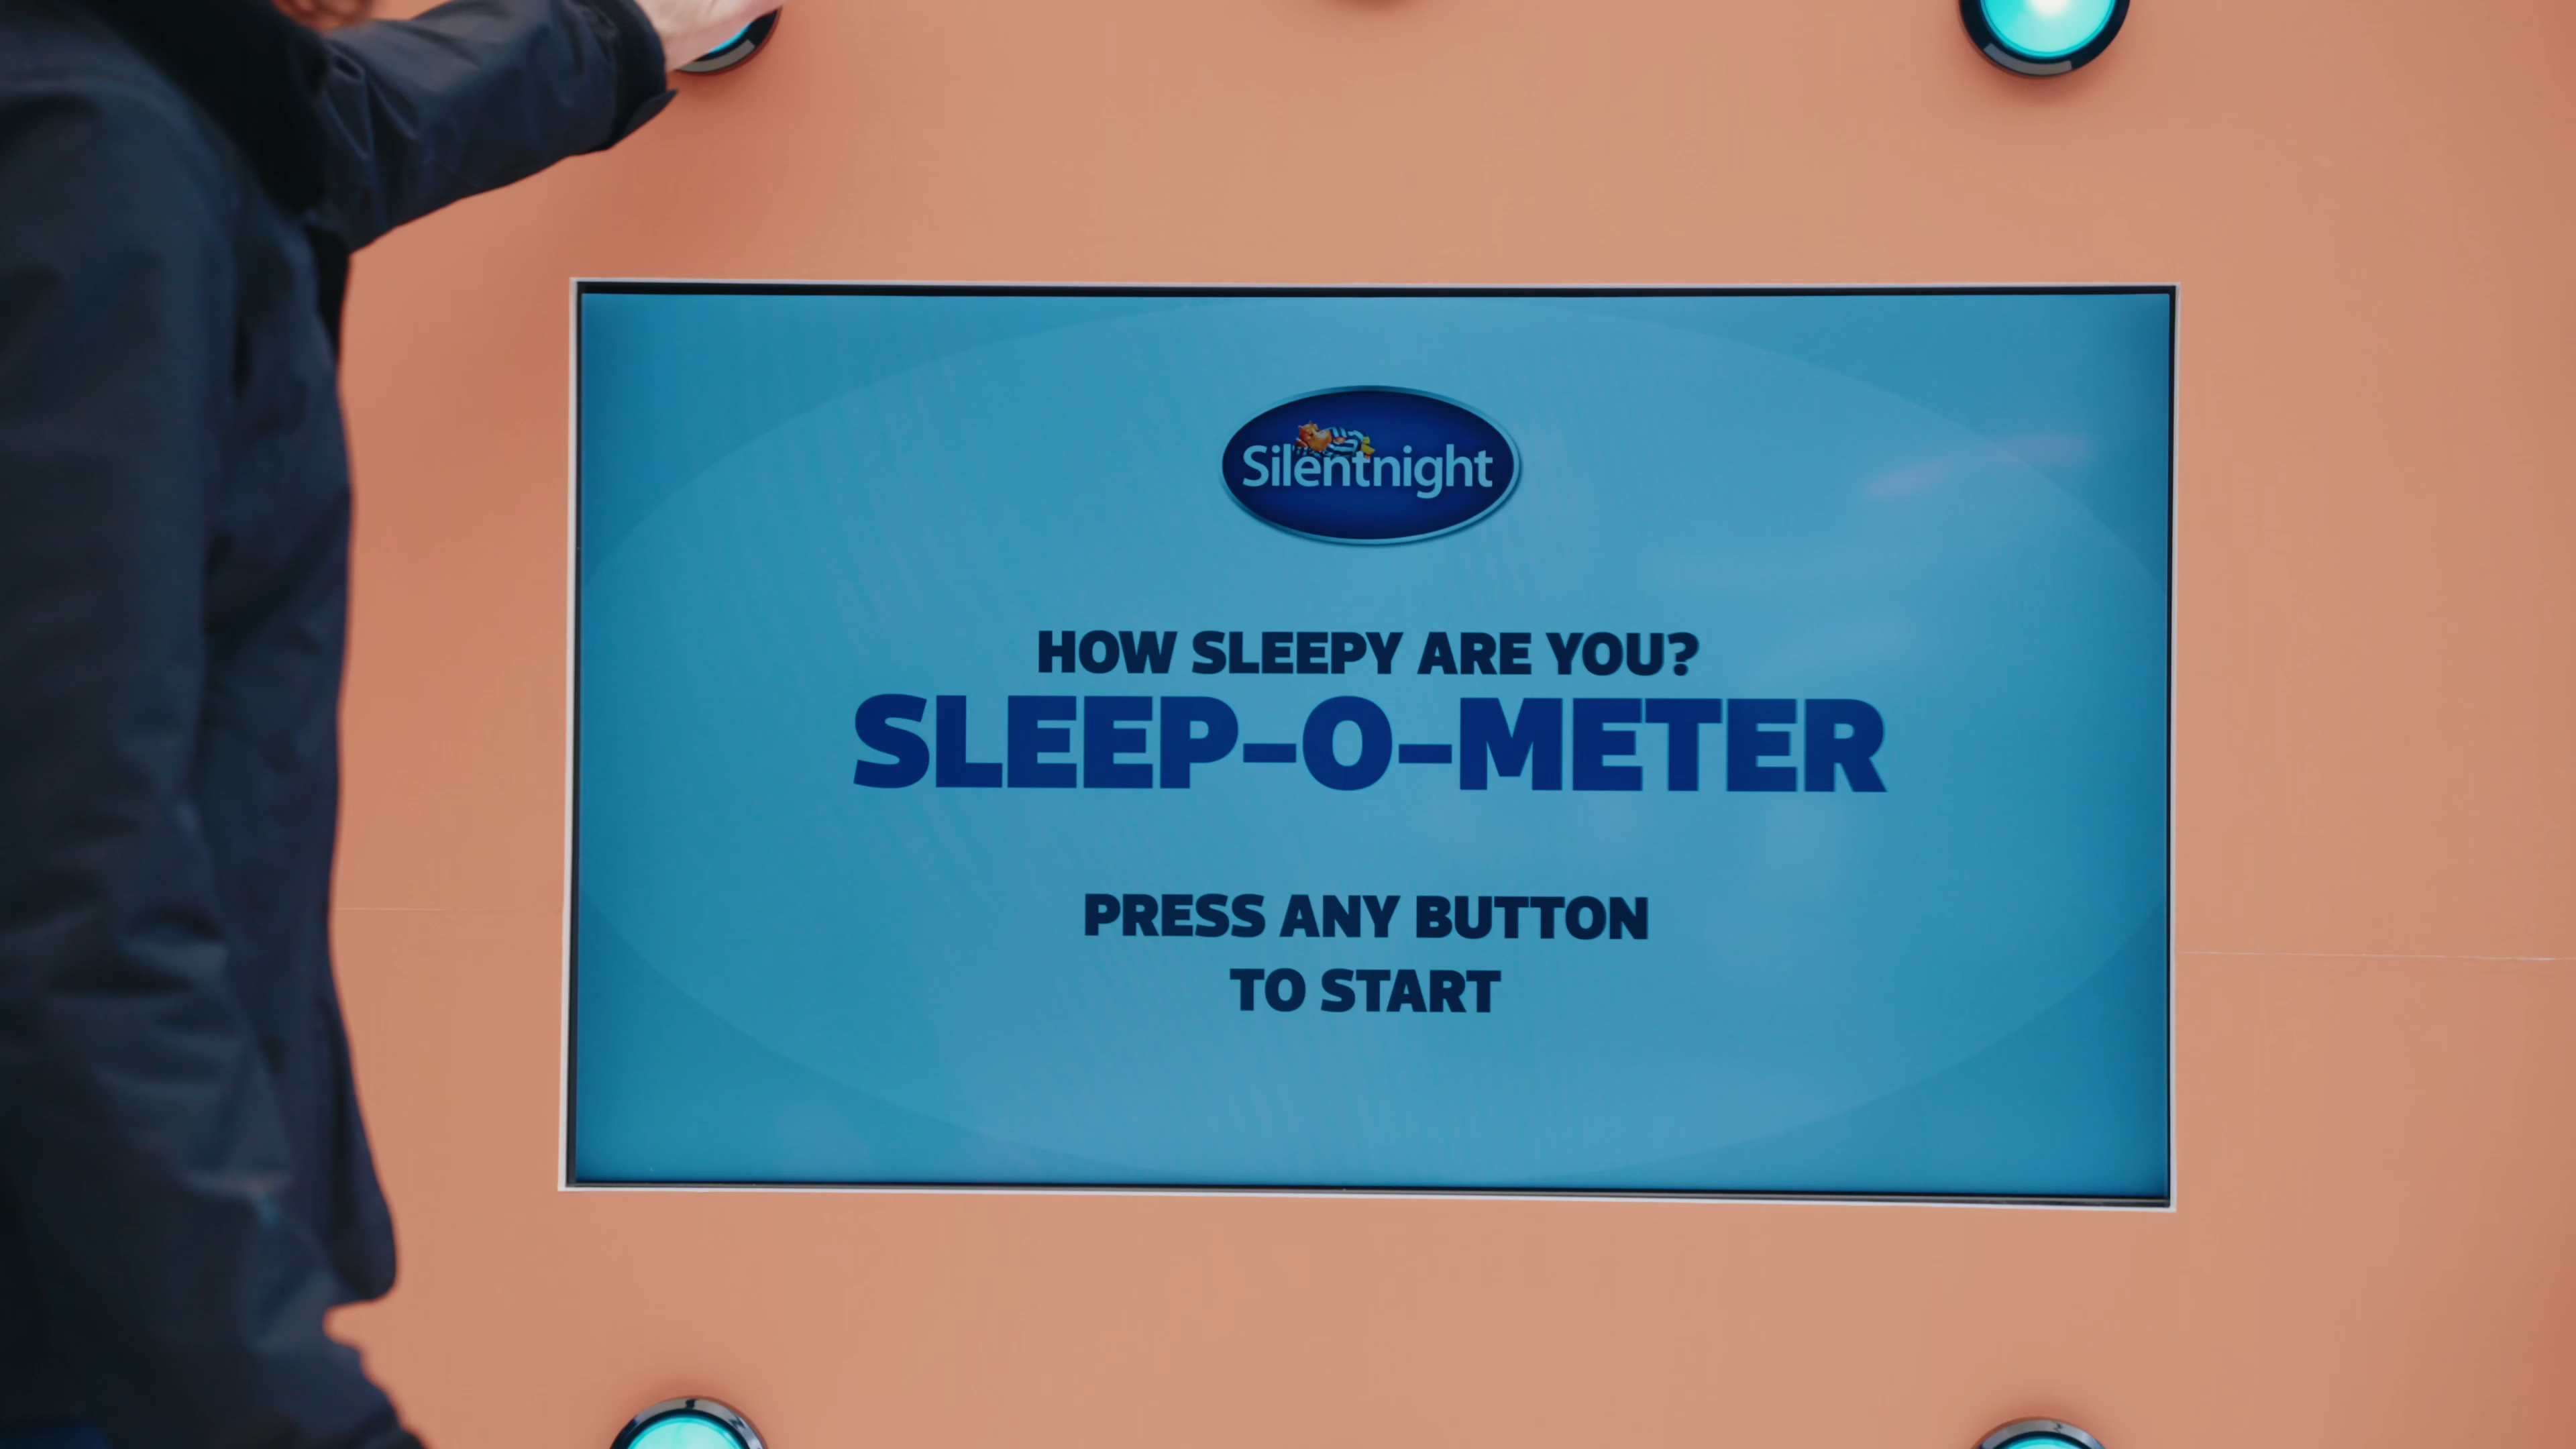 Silentnight
HOW SLEEPY ARE YOU?
SLEEP-O-METER
PRESS ANY BUTTON
TO START